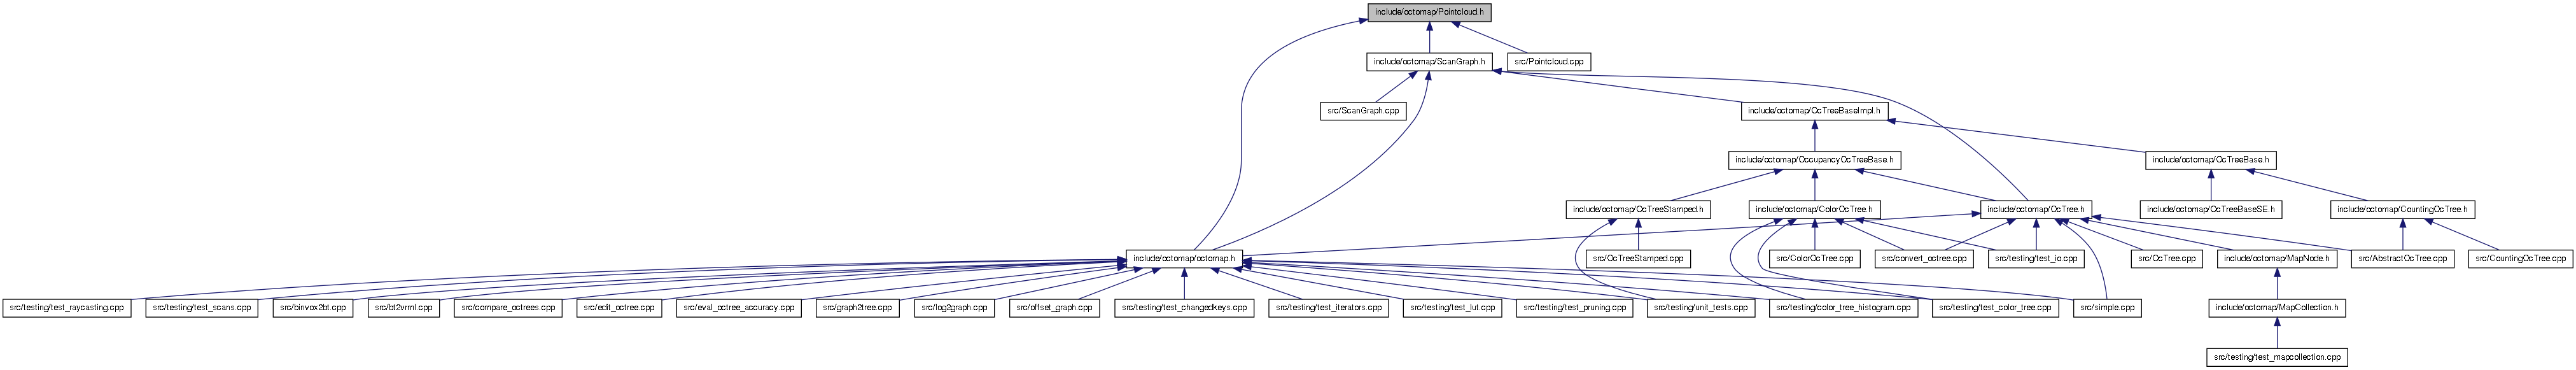 include/octomap/Pointcloud.h
include/octomap/ScanGraph.h
src/Pointcloud.cpp
src/ScanGraph.cpp
include/octomap/OcTreeBaseImpl.h
include/octomap/OccupancyOcTreeBase.h
include/octomap/OcTreeBase.h
include/octomap/OcTreeStamped.h
include/octomap/ColorOcTree.h
include/octomap/OcTree.h
include/octomap/OcTreeBaseSE.h
include/octomap/CountingOcTree.h
include/octomap/octomap.h
src/OcTreeStamped.cpp
src/ColorOcTree.cpp
src/convert_octree.cpp
src/testing/test_io.cpp
src/OcTree.cpp
include/octomap/MapNode.h
src/AbstractOcTree.cpp
src/CountingOcTree.cpp
src/testing/test_raycasting.cpp
src/testing/test_scans.cpp
src/binvox2bt.cpp
src/bt2vrml.cpp
src/compare_octrees.cpp
src/edit_octree.cpp
src/eval_octree_accuracy.cpp
src/graph2tree.cpp
src/log2graph.cpp
src/offset_graph.cpp
src/testing/test_changedkeys.cpp
src/testing/test_iterators.cpp
src/testing/test_lut.cpp
src/testing/test_pruning.cpp
src/testing/unit_tests.cpp
src/testing/color_tree_histogram.cpp
src/testing/test_color_tree.cpp
src/simple.cpp
include/octomap/MapCollection.h
src/testing/test_mapcollection.cpp